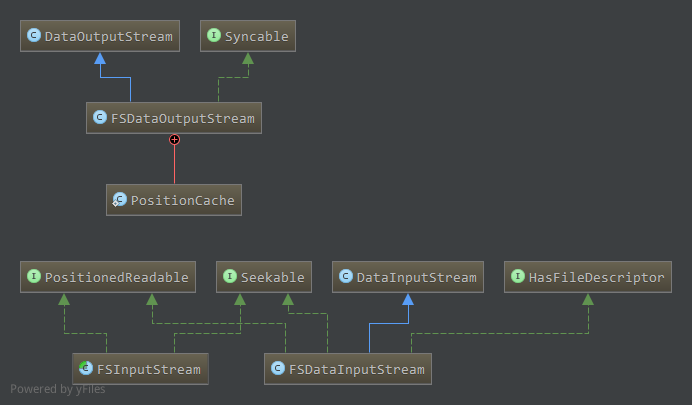 C DataOutputStream
I Syncable
C FSDataOutputStream
C PositionCache
I PositionedReadable
I Seekable
C DataInputStream
I HasFileDescriptor
C FSInputStream
C FSDataInputStream
Powered by yFiles